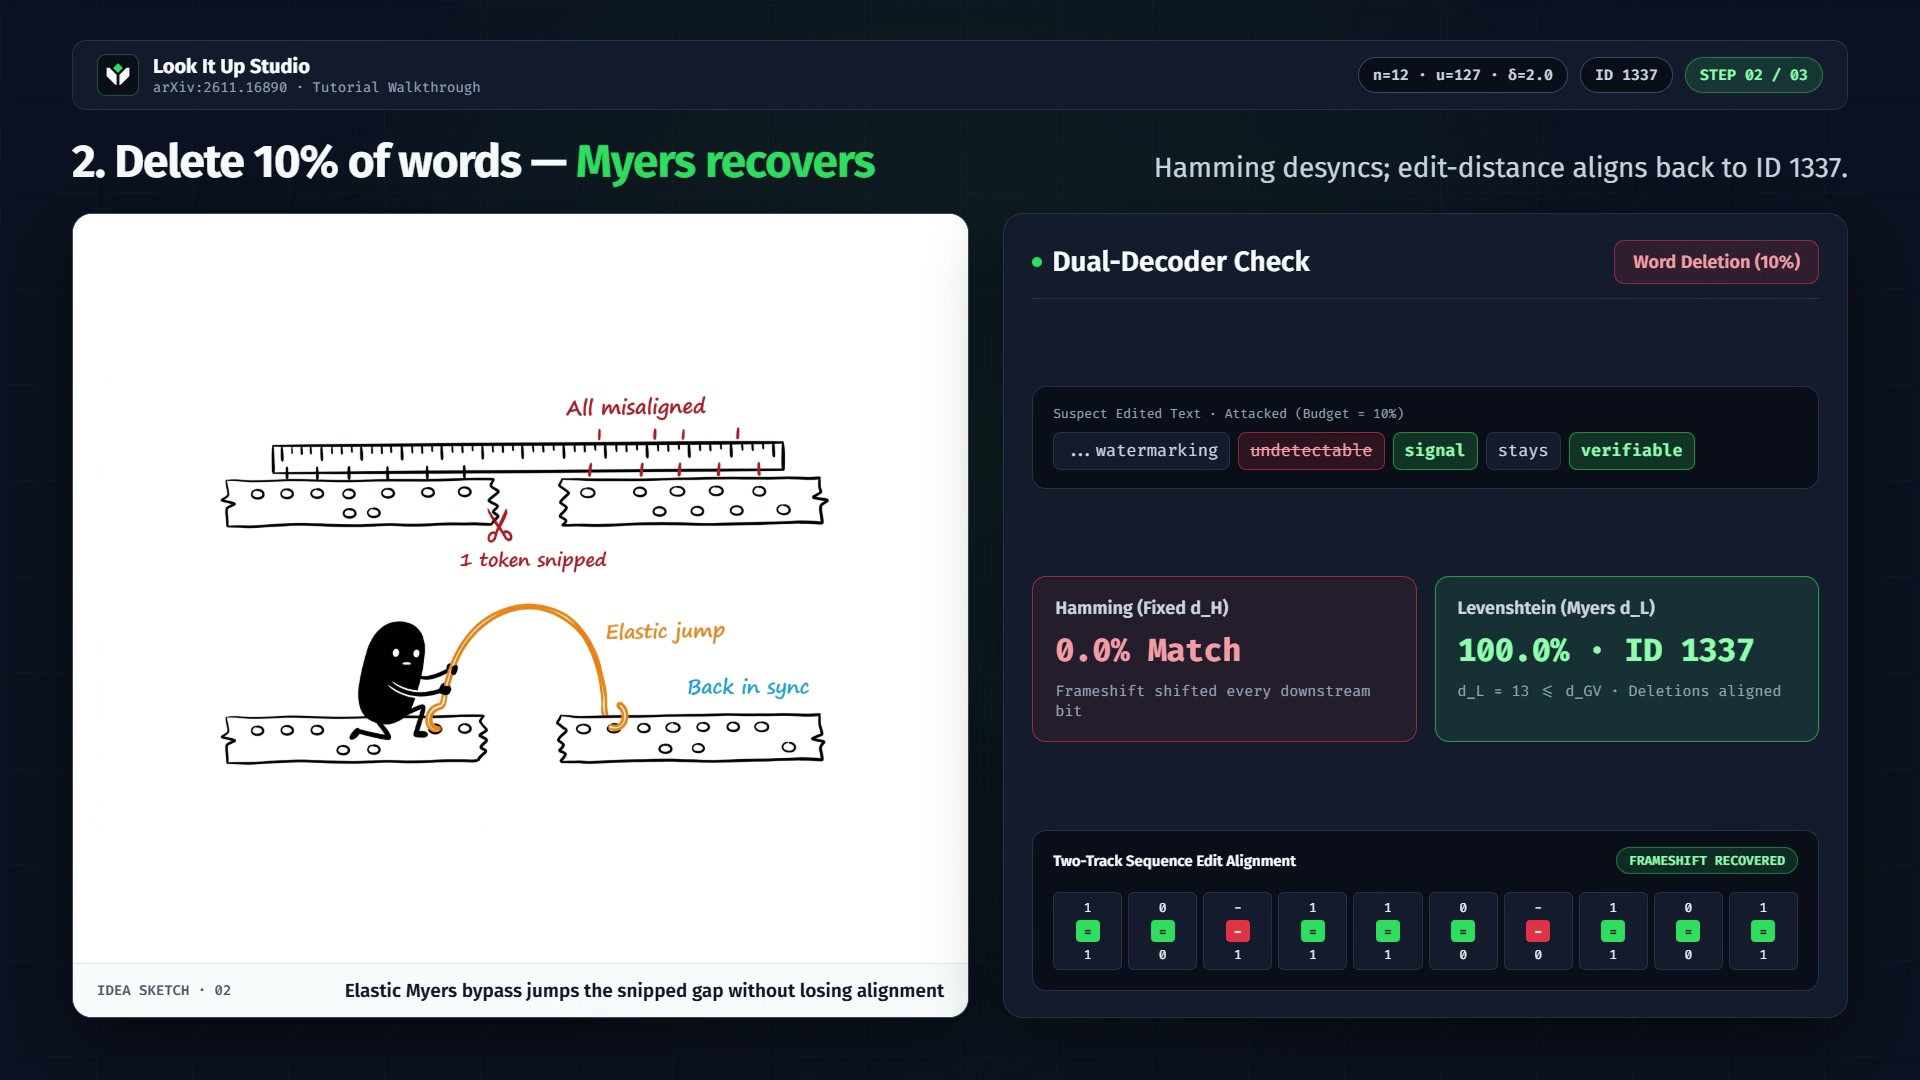 Look It Up Studio
arXiv:2611.16890 · Tutorial Walkthrough
n=12 · u=127 · δ=2.0
ID 1337
STEP 02 / 03
2. Delete 10% of words — Myers recovers
Hamming desyncs; edit-distance aligns back to ID 1337.
All misaligned
1 token snipped
Elastic jump
Back in sync
IDEA SKETCH · 02
Elastic Myers bypass jumps the snipped gap without losing alignment
Dual-Decoder Check
Word Deletion (10%)
Suspect Edited Text · Attacked (Budget = 10%)
...watermarking undetectable signal stays verifiable
Hamming (Fixed d_H)
0.0% Match
Frameshift shifted every downstream
bit
Levenshtein (Myers d_L)
100.0% · ID 1337
d_L = 13 ⩽ d_GV · Deletions aligned
Two-Track Sequence Edit Alignment
FRAMESHIFT RECOVERED
1 0 – 1 1 0 – 1 0 1
= = – = = = – = = =
1 0 1 1 1 0 0 1 0 1